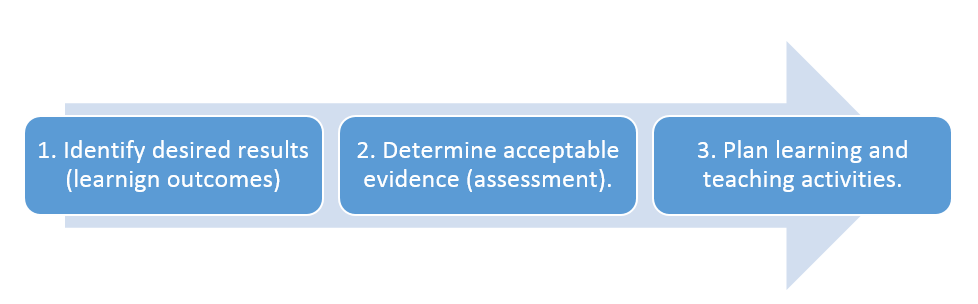 1. Identify desired results
(learnign outcomes)
2. Determine acceptable
evidence (assessment).
3. Plan learning and
teaching activities.